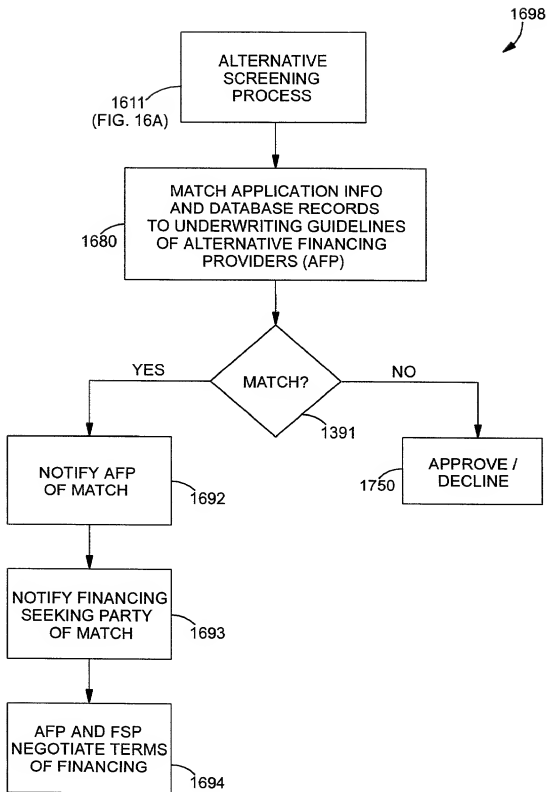 1698
ALTERNATIVE
SCREENING
PROCESS
1611
(FIG. 16A)
MATCH APPLICATION INFO
AND DATABASE RECORDS
TO UNDERWRITING GUIDELINES
OF ALTERNATIVE FINANCING
PROVIDERS (AFP)
1680
MATCH?
YES
NO
1391
NOTIFY AFP
OF MATCH
1692
APPROVE /
DECLINE
1750
NOTIFY FINANCING
SEEKING PARTY
OF MATCH
1693
AFP AND FSP
NEGOTIATE TERMS
OF FINANCING
1694